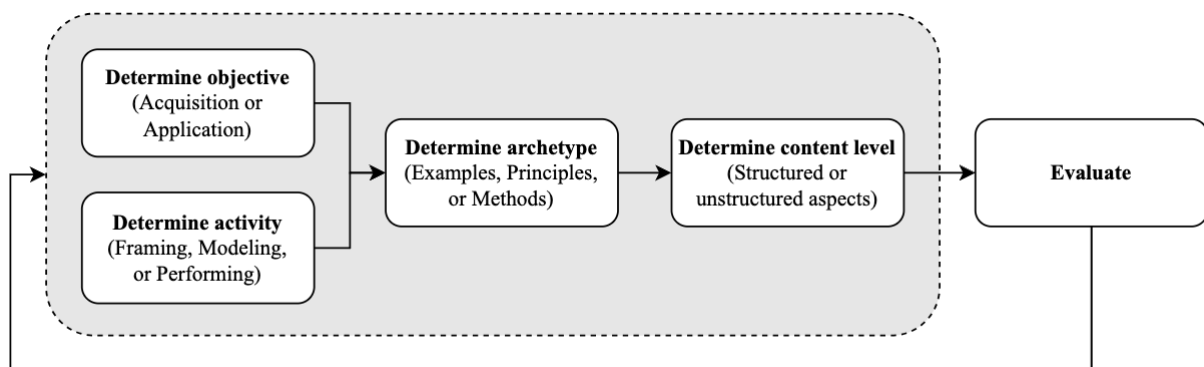 Determine objective
(Acquisition or
Application)
Determine activity
(Framing, Modeling,
or Performing)
Determine archetype
(Examples, Principles,
or Methods)
Determine content level
(Structured or
unstructured aspects)
Evaluate